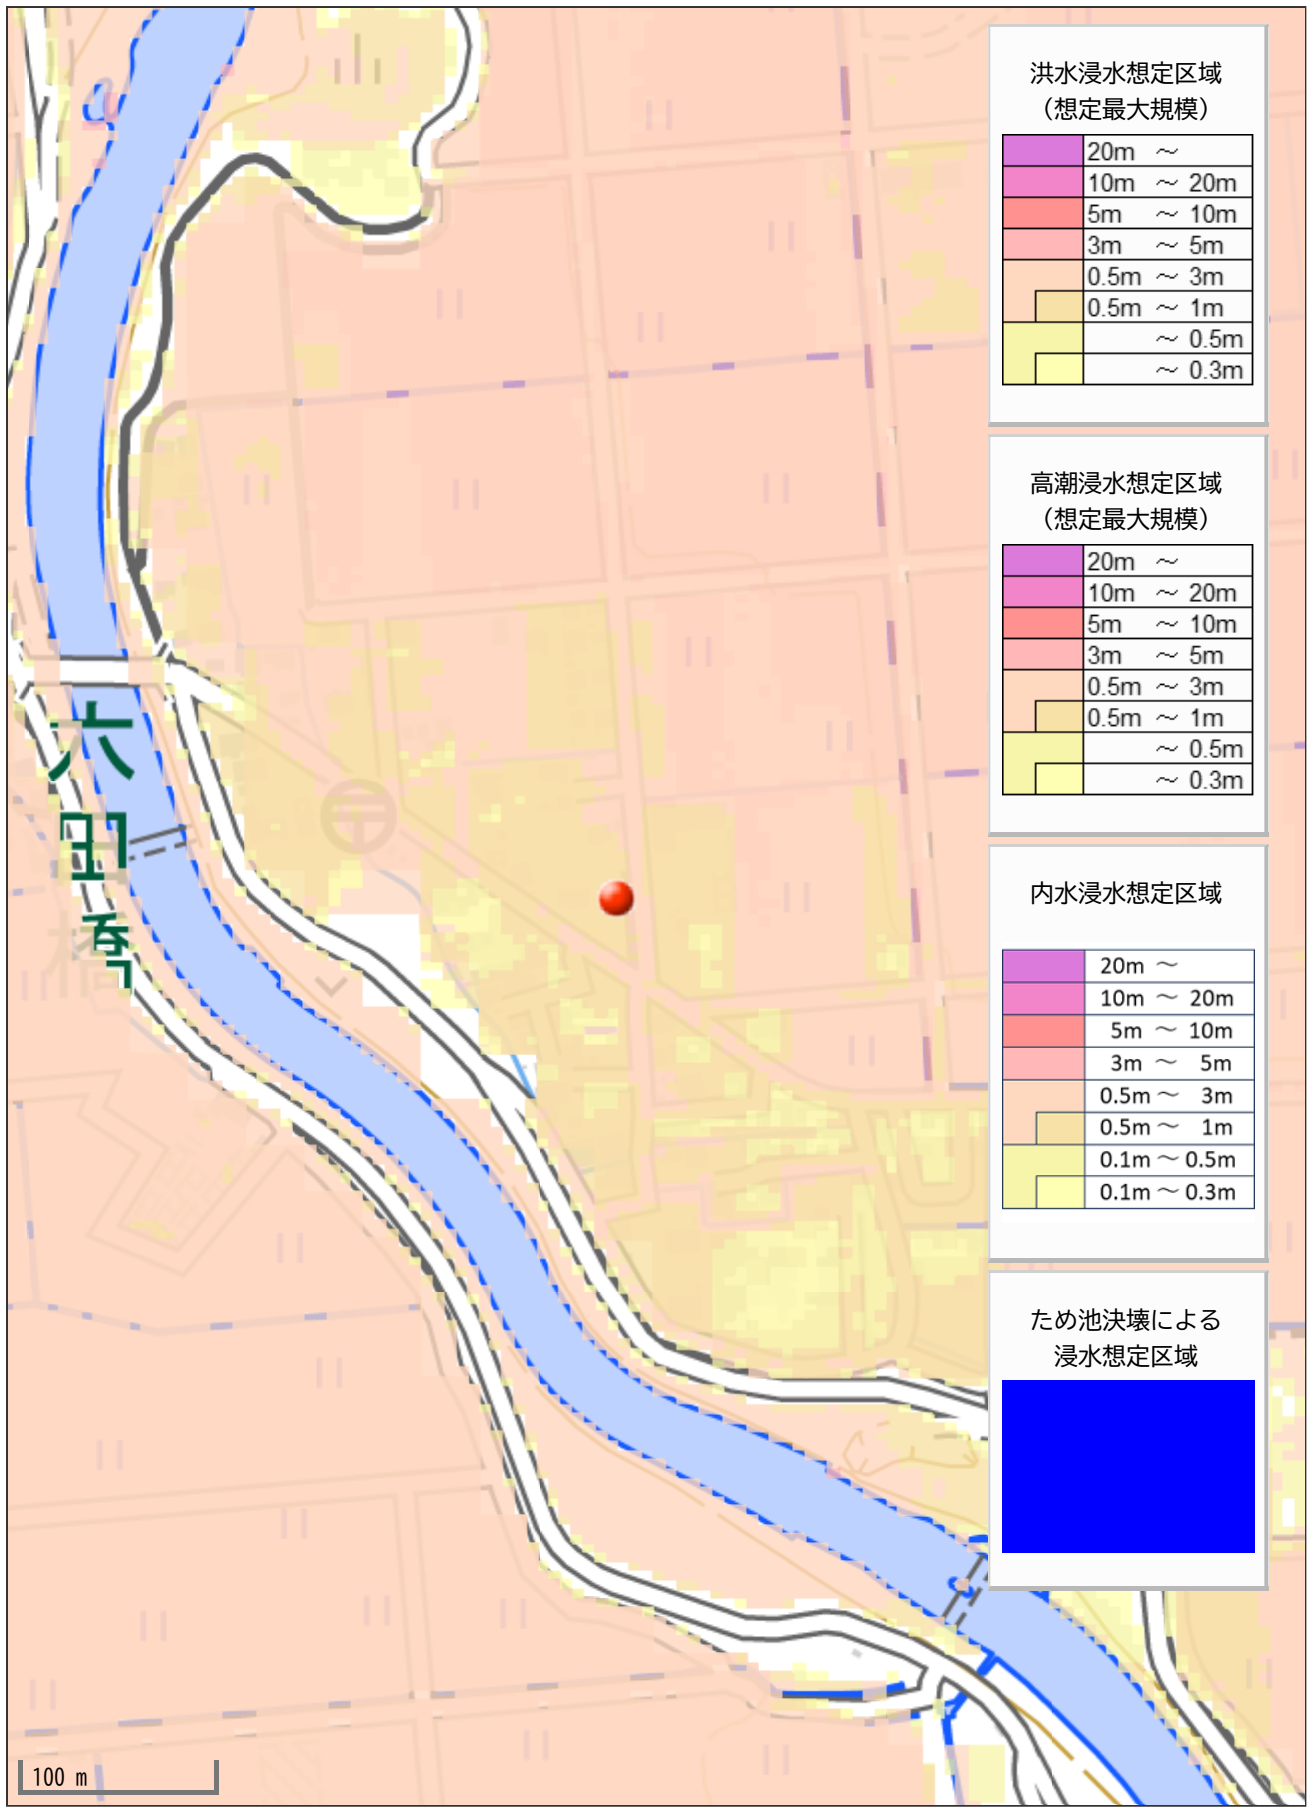 洪水浸水想定区域
（想定最大規模）
20m ～
10m ～ 20m
5m ～ 10m
3m ～ 5m
0.5m ～ 3m
0.5m ～ 1m
～ 0.5m
～ 0.3m
高潮浸水想定区域
（想定最大規模）
20m ～
10m ～ 20m
5m ～ 10m
3m ～ 5m
0.5m ～ 3m
0.5m ～ 1m
～ 0.5m
～ 0.3m
内水浸水想定区域
20m ～
10m ～ 20m
5m ～ 10m
3m ～ 5m
0.5m ～ 3m
0.5m ～ 1m
0.1m ～ 0.5m
0.1m ～ 0.3m
ため池決壊による
浸水想定区域
六田橋
100 m